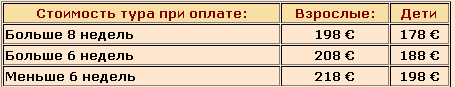 Стоимость тура при оплате: Взрослые: Дети
Больше 8 недель 198 € 178 €
Больше 6 недель 208 € 188 €
Меньше 6 недель 218 € 198 €